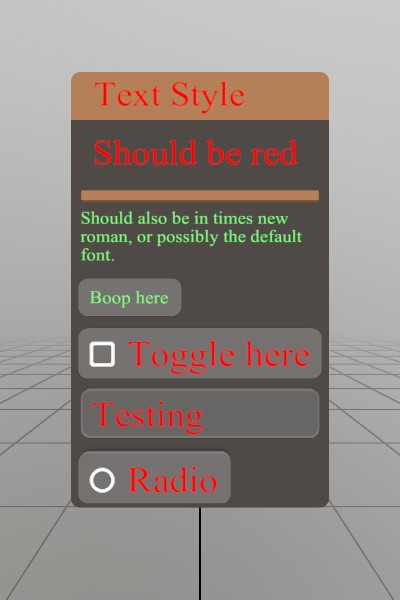 Text Style
Should be red
Should also be in times new
roman, or possibly the default
font.
Boop here
Toggle here
Testing
Radio